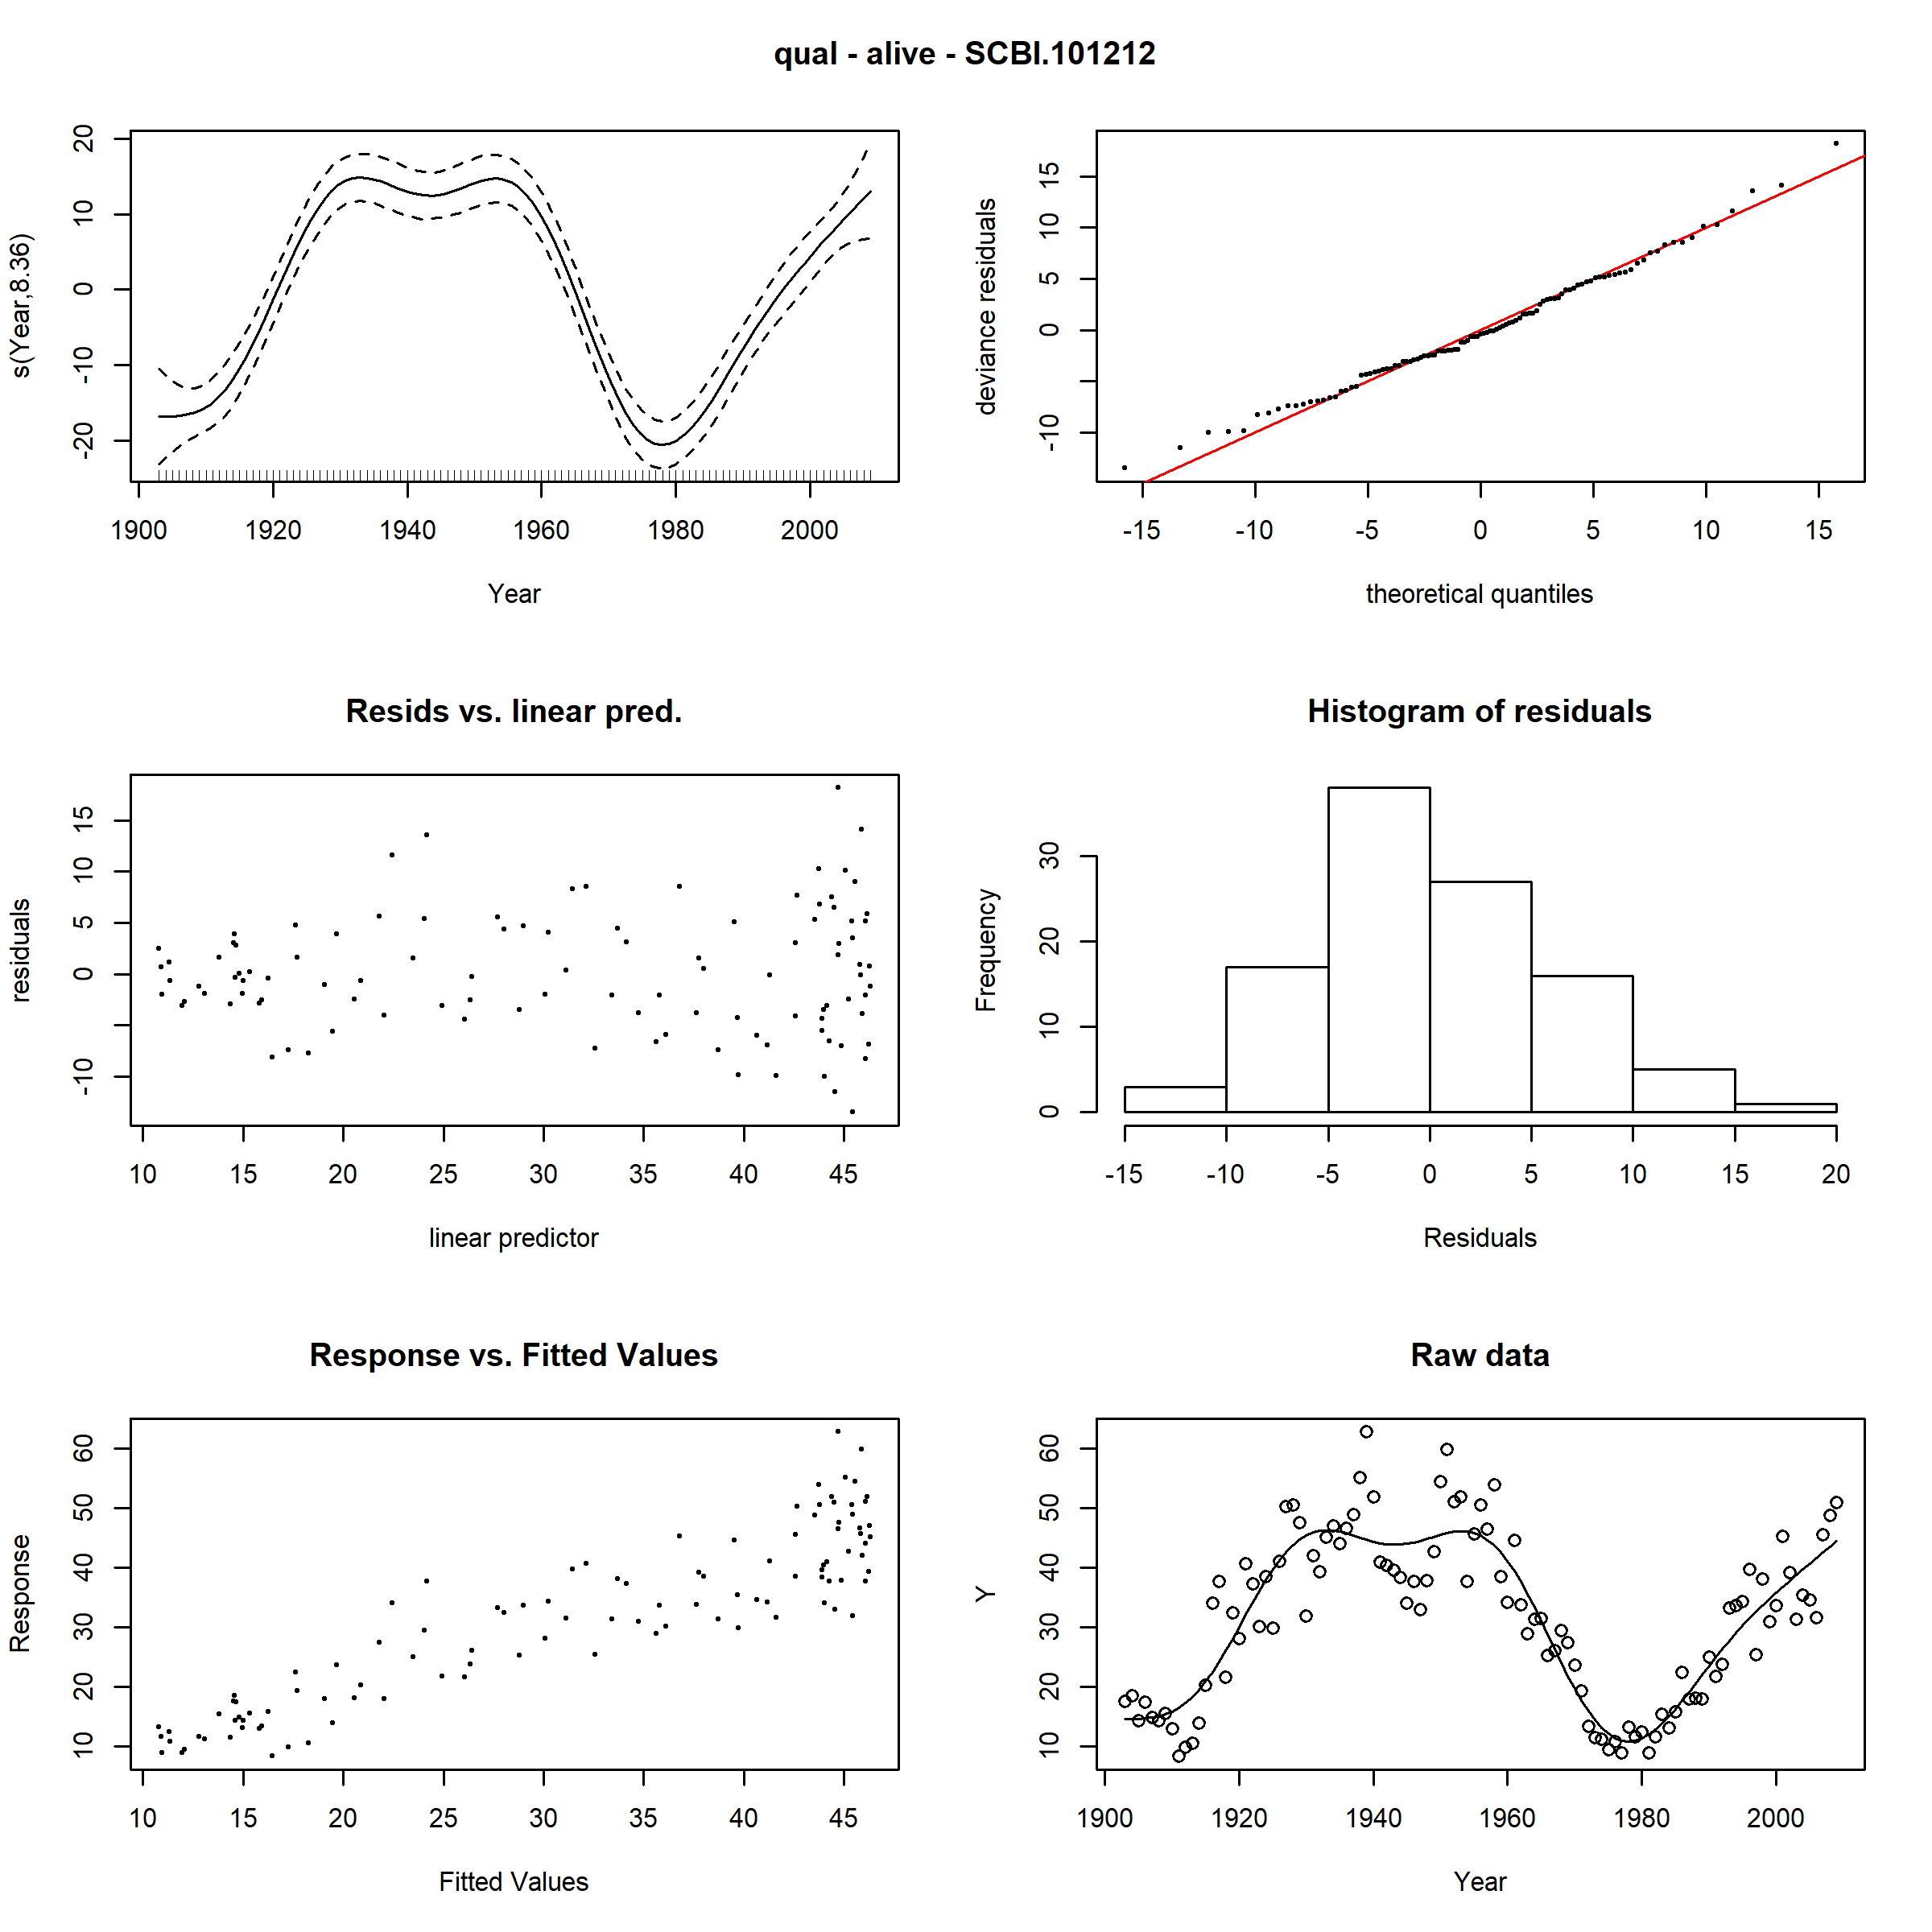 qual - alive - SCBI.101212
s(Year,8.36)
20
10
0
-10
-20
1900 1920 1940 1960 1980 2000
Year
deviance residuals
15
10
5
0
-10
-15 -10 -5 0 5 10 15
theoretical quantiles
Resids vs. linear pred.
residuals
15
10
5
0
-10
10 15 20 25 30 35 40 45
linear predictor
Histogram of residuals
Frequency
30
20
10
0
-15 -10 -5 0 5 10 15 20
Residuals
Response vs. Fitted Values
Response
60
50
40
30
20
10
10 15 20 25 30 35 40 45
Fitted Values
Raw data
Y
60
50
40
30
20
10
1900 1920 1940 1960 1980 2000
Year